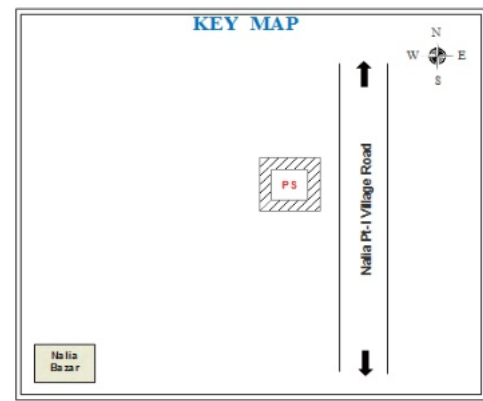 KEY MAP
N
W E
S
PS
Nalia Pt-I Village Road
Nalia
Bazar